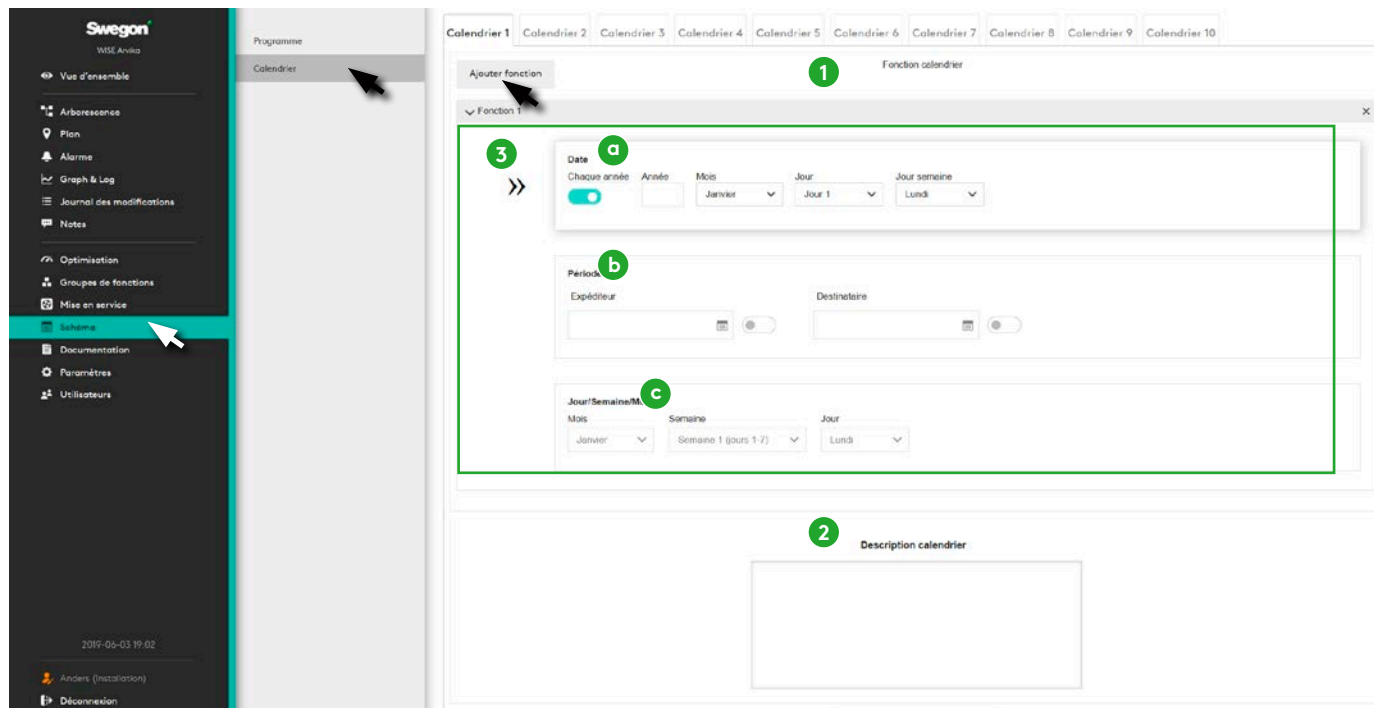 Swegon
WISE Arvika
Vue d'ensemble
Arborescence
Plan
Alarme
Graph & Log
Journal des modifications
Notes
Optimisation
Groupes de fonctions
Mise en service
Schéma
Documentation
Paramètres
Utilisateurs
2019-06-03 19:02
Anders (Installation)
Déconnexion
Programme
Calendrier
Calendrier 1 Calendrier 2 Calendrier 3 Calendrier 4 Calendrier 5 Calendrier 6 Calendrier 7 Calendrier 8 Calendrier 9 Calendrier 10
Ajouter fonction 1 Fonction calendrier
Fonction 1
3
Date a
Chaque année Année Mois Jour Jour semaine
Janvier Jour 1 Lundi
Période b
Expéditeur Destinataire
Jour/Semaine/M c
Mois Semaine Jour
Janvier Semaine 1 (jours 1-7) Lundi
2
Description calendrier